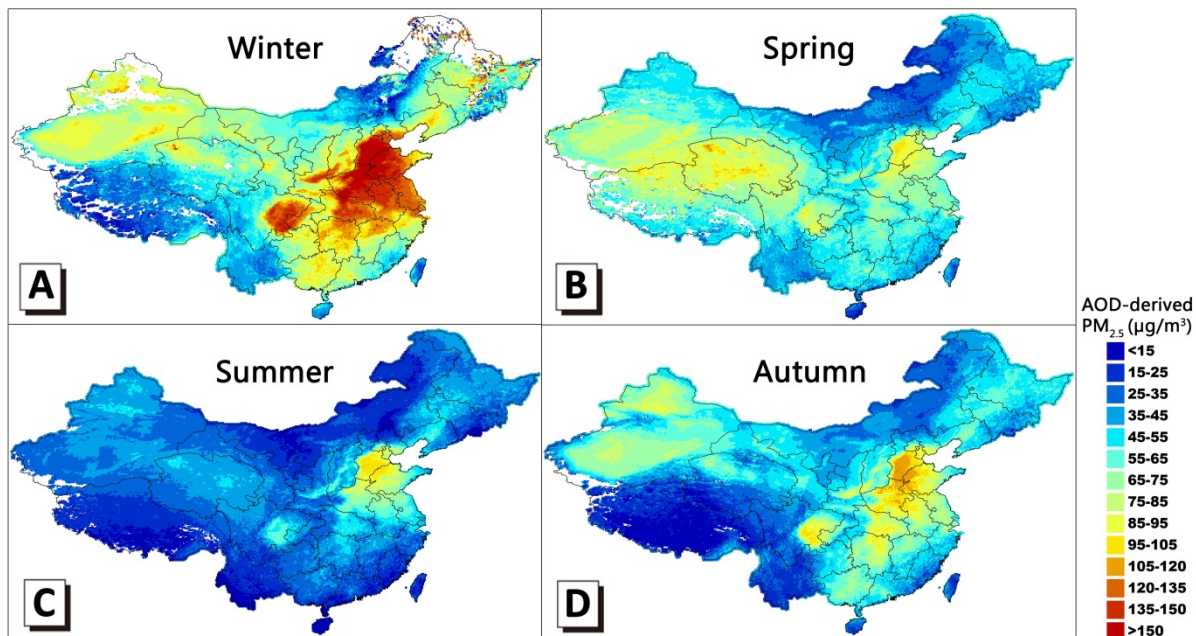 Winter
A
Spring
B
Summer
C
Autumn
D
AOD-derived
PM2.5 (μg/m³)
<15
15-25
25-35
35-45
45-55
55-65
65-75
75-85
85-95
95-105
105-120
120-135
135-150
>150